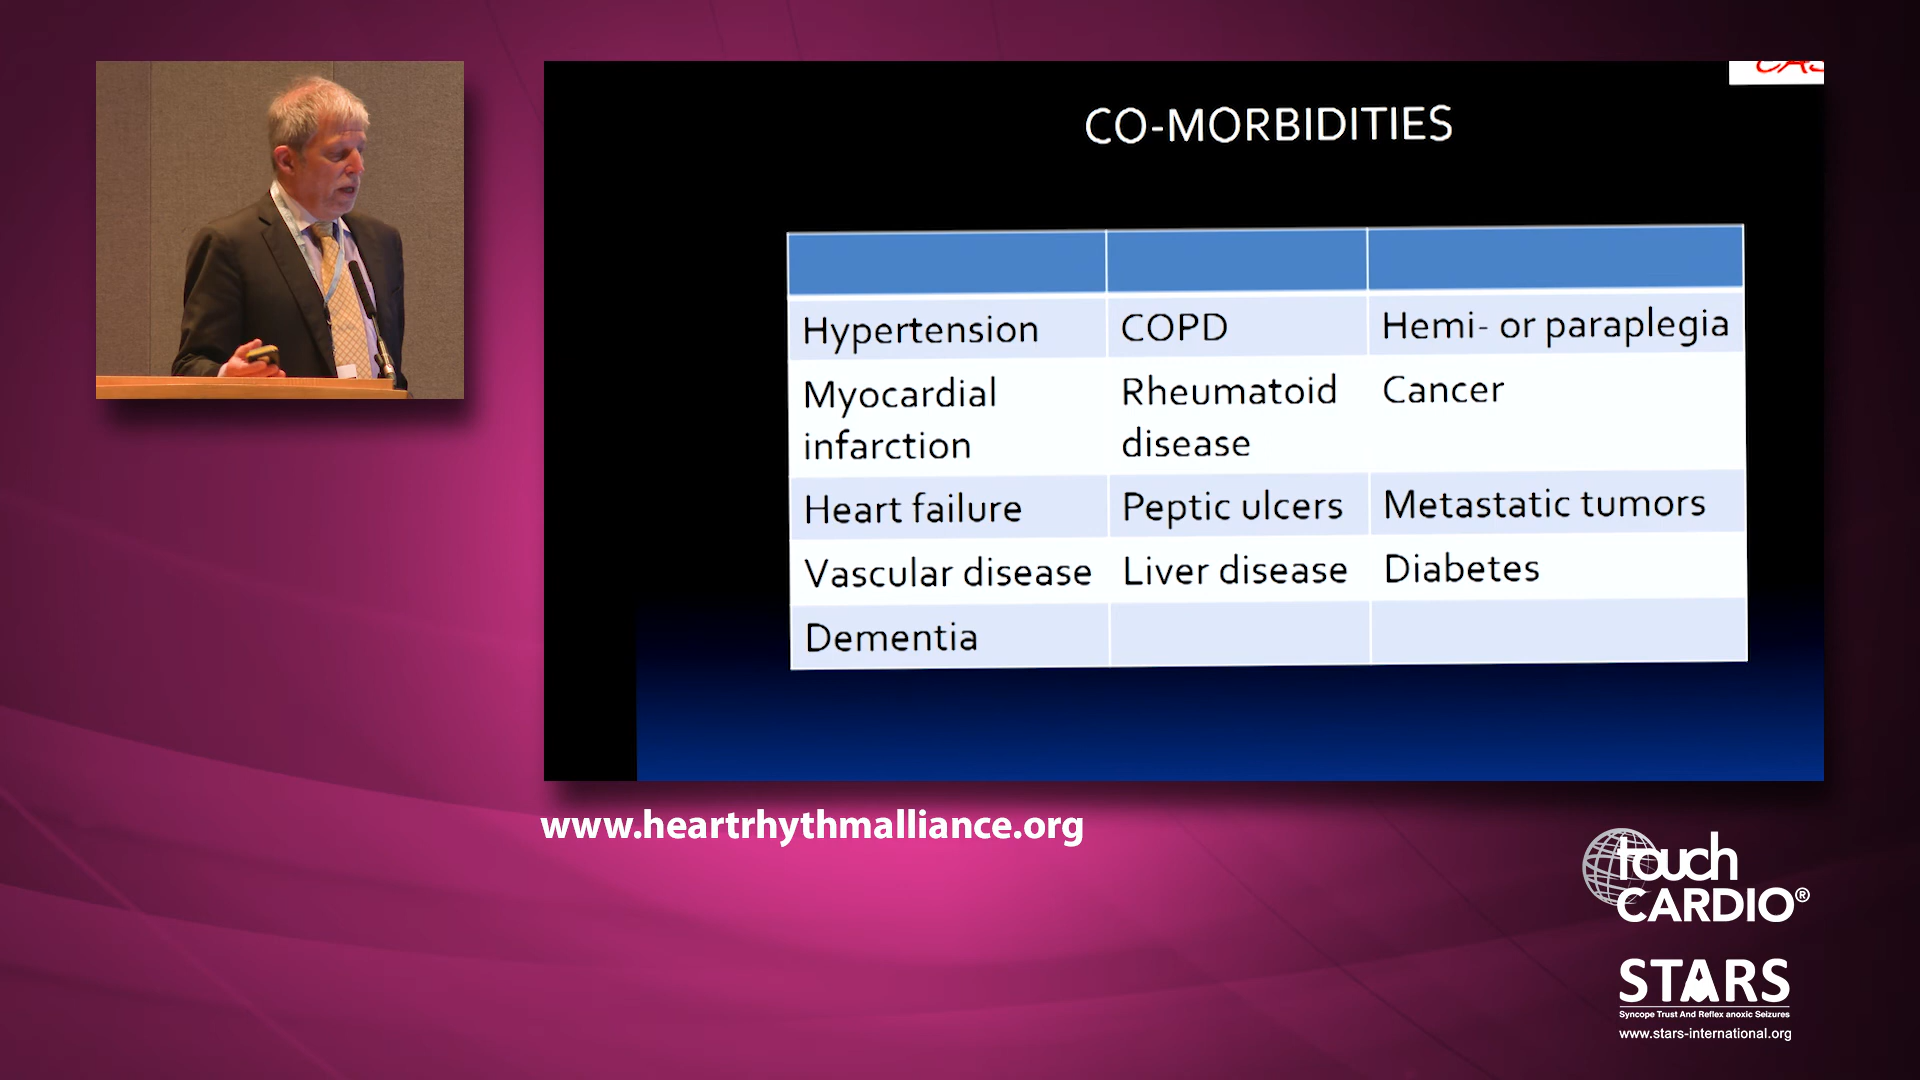 CO-MORBIDITIES
Hypertension COPD Hemi- or paraplegia
Myocardial infarction Rheumatoid disease Cancer
Heart failure Peptic ulcers Metastatic tumors
Vascular disease Liver disease Diabetes
Dementia
www.heartrhythmalliance.org
touch
CARDIO®
STARS
Syncope Trust And Reflex anoxic Seizures
www.stars-international.org